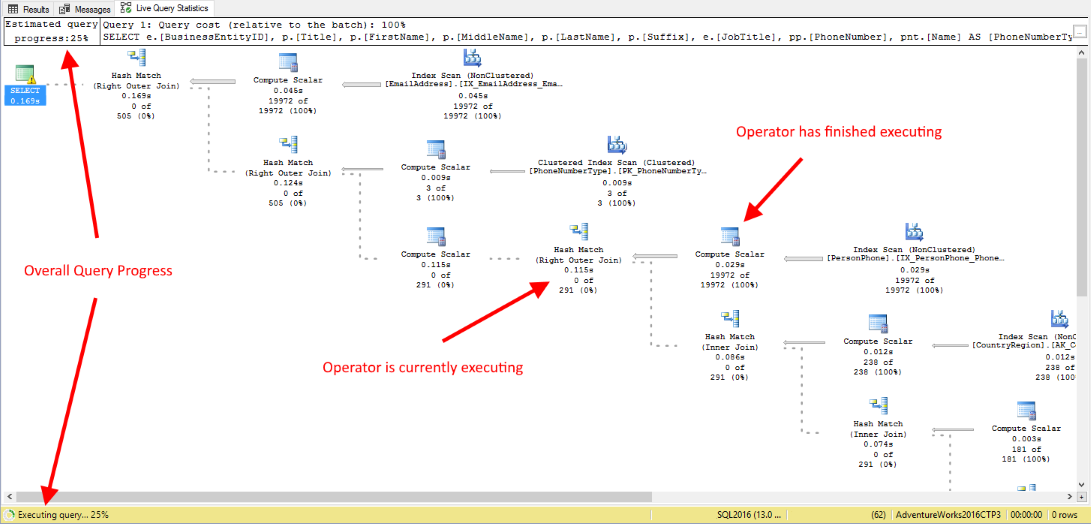 Results Messages Live Query Statistics
Estimated query progress:25%
Query 1: Query cost (relative to the batch): 100%
SELECT e.[BusinessEntityID], p.[Title], p.[FirstName], p.[MiddleName], p.[LastName], p.[Suffix], e.[JobTitle], pp.[PhoneNumber], pnt.[Name] AS [PhoneNumberTy...
SELECT
0.169s
Hash Match
(Right Outer Join)
0.169s
0 of
505 (0%)
Compute Scalar
0.045s
19972 of
19972 (100%)
Index Scan (NonClustered)
[EmailAddress].[IX_EmailAddress_Ema...
0.045s
19972 of
19972 (100%)
Hash Match
(Right Outer Join)
0.124s
0 of
505 (0%)
Compute Scalar
0.009s
3 of
3 (100%)
Clustered Index Scan (Clustered)
[PhoneNumberType].[PK_PhoneNumberTy...
0.009s
3 of
3 (100%)
Operator has finished executing
Compute Scalar
0.115s
0 of
291 (0%)
Hash Match
(Right Outer Join)
0.115s
0 of
291 (0%)
Compute Scalar
0.029s
19972 of
19972 (100%)
Index Scan (NonClustered)
[PersonPhone].[IX_PersonPhone_Phone...
0.029s
19972 of
19972 (100%)
Overall Query Progress
Operator is currently executing
Hash Match
(Inner Join)
0.086s
0 of
291 (0%)
Compute Scalar
0.012s
238 of
238 (100%)
Index Scan (NonC
[CountryRegion].[AK_C
0.012s
238 of
238 (100%)
Hash Match
(Inner Join)
0.074s
0 of
291 (0%)
Compute Scalar
0.003s
181 of
181 (100%)
Executing query... 25% SQL2016 (13.0 ... (62) AdventureWorks2016CTP3 00:00:00 0 rows